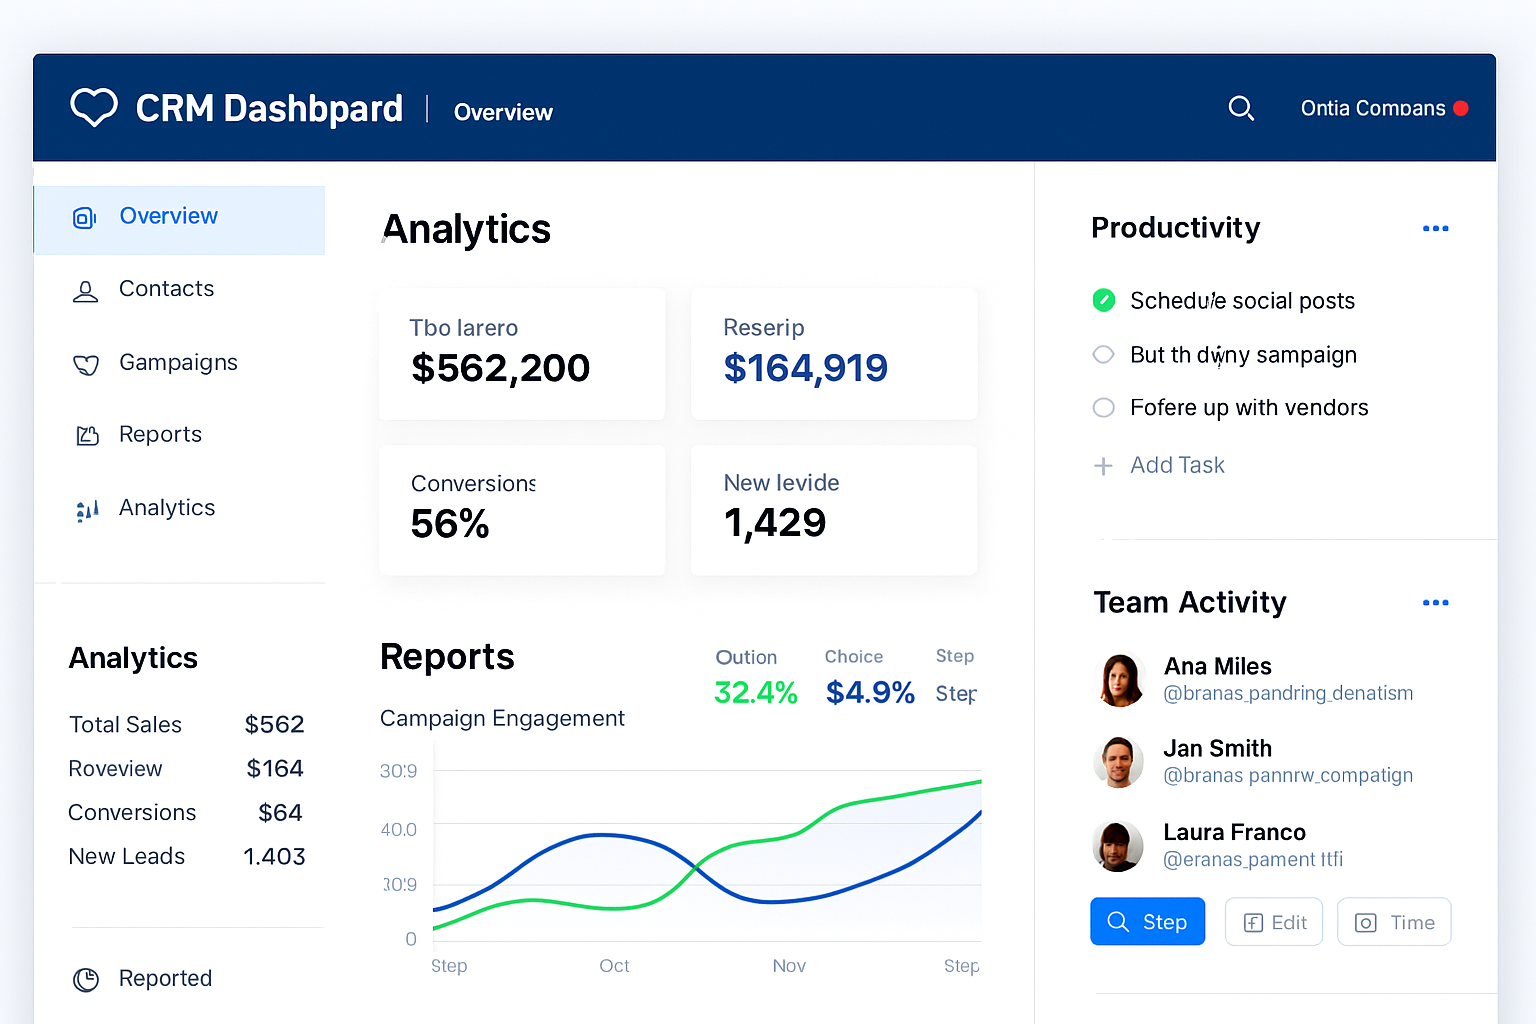 CRM Dashbpard | Overview
Ontia Compans
Overview
Contacts
Gampaigns
Reports
Analytics
Analytics
Total Sales $562
Roveview $164
Conversions $64
New Leads 1.403
Reported
Analytics
Tbo larero
$562,200
Reserip
$164,919
Conversions
56%
New levide
1,429
Reports
Oution
32.4%
Choice
$4.9%
Step
Step
Campaign Engagement
30:9
40.0
20:9
0
Step Oct Nov Step
Productivity
Schedule social posts
But th dwny sampaign
Fofere up with vendors
Add Task
Team Activity
Ana Miles
@branas_pandring_denatism
Jan Smith
@branas pannrw_compatign
Laura Franco
@eranas_pament ttfi
Step
Edit
Time